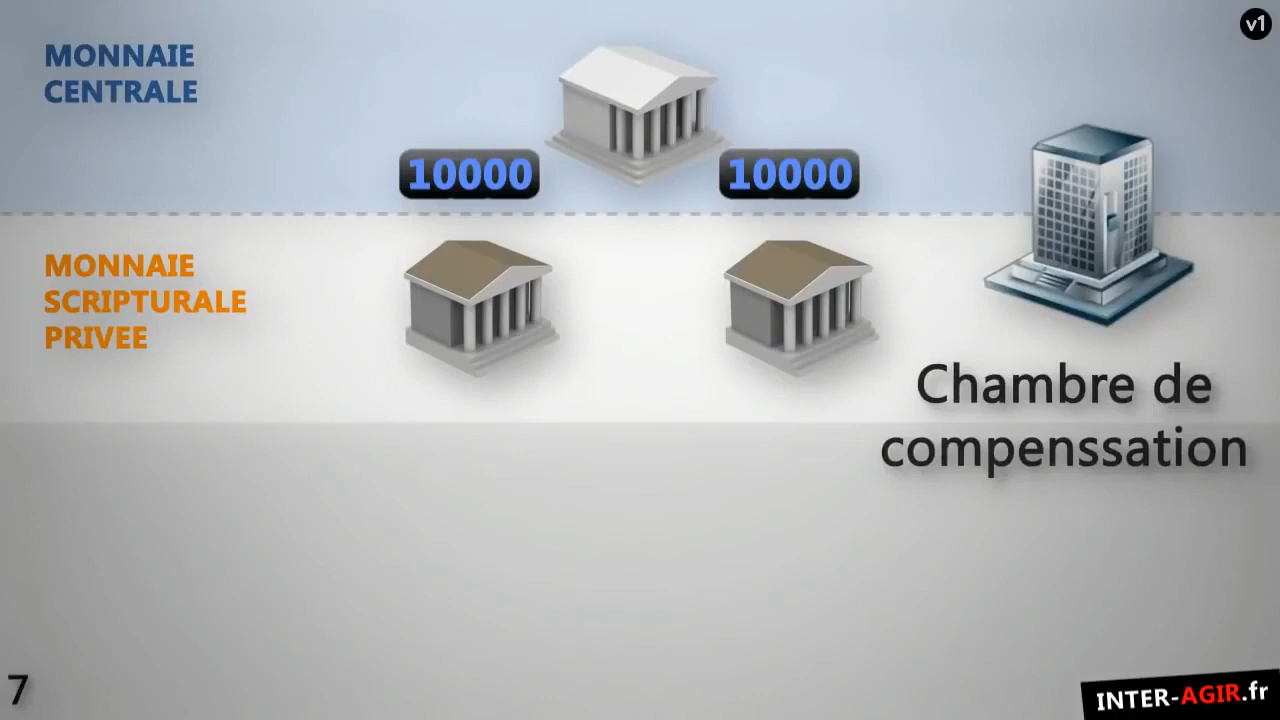 v1
MONNAIE
CENTRALE
10000
10000
MONNAIE
SCRIPTURALE
PRIVEE
Chambre de
compenssation
7
INTER-AGIR.fr